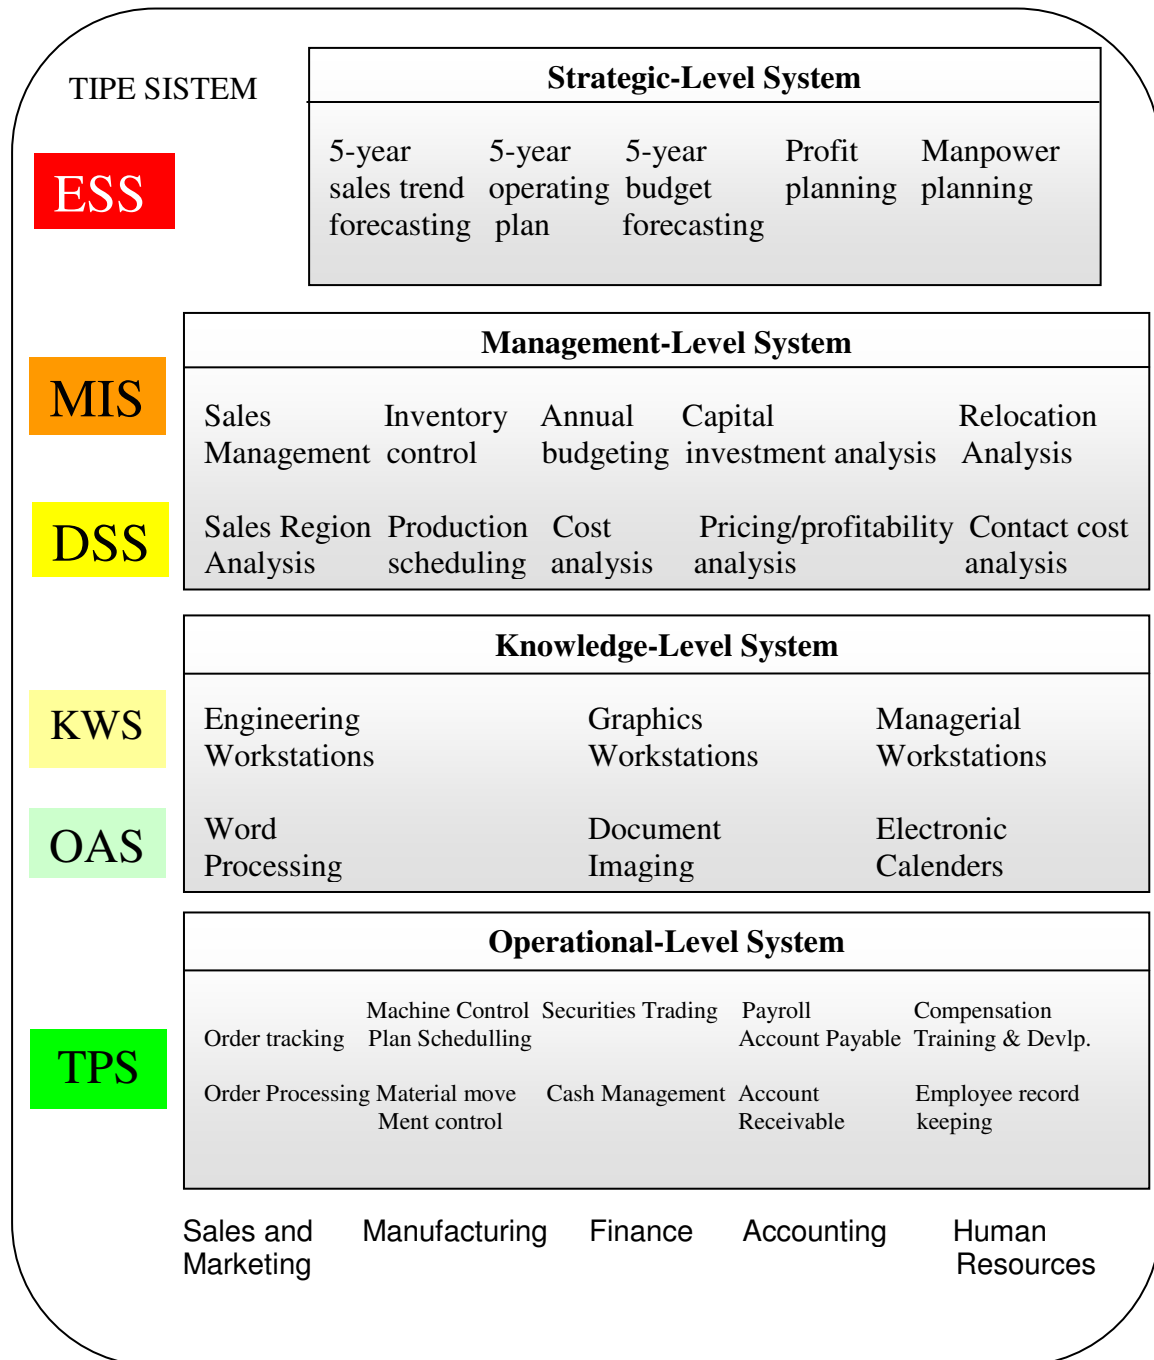 TIPE SISTEM
Strategic-Level System
ESS
5-year 5-year 5-year Profit Manpower
sales trend operating budget planning planning
forecasting plan forecasting
Management-Level System
MIS
Sales Inventory Annual Capital Relocation
Management control budgeting investment analysis Analysis
DSS
Sales Region Production Cost Pricing/profitability Contact cost
Analysis scheduling analysis analysis analysis
Knowledge-Level System
KWS
Engineering Graphics Managerial
Workstations Workstations Workstations
OAS
Word Document Electronic
Processing Imaging Calenders
Operational-Level System
TPS
Machine Control Securities Trading Payroll Compensation
Order tracking Plan Schedulling Account Payable Training & Devlp.
Order Processing Material move Cash Management Account Employee record
Ment control Receivable keeping
Sales and Manufacturing Finance Accounting Human
Marketing Resources